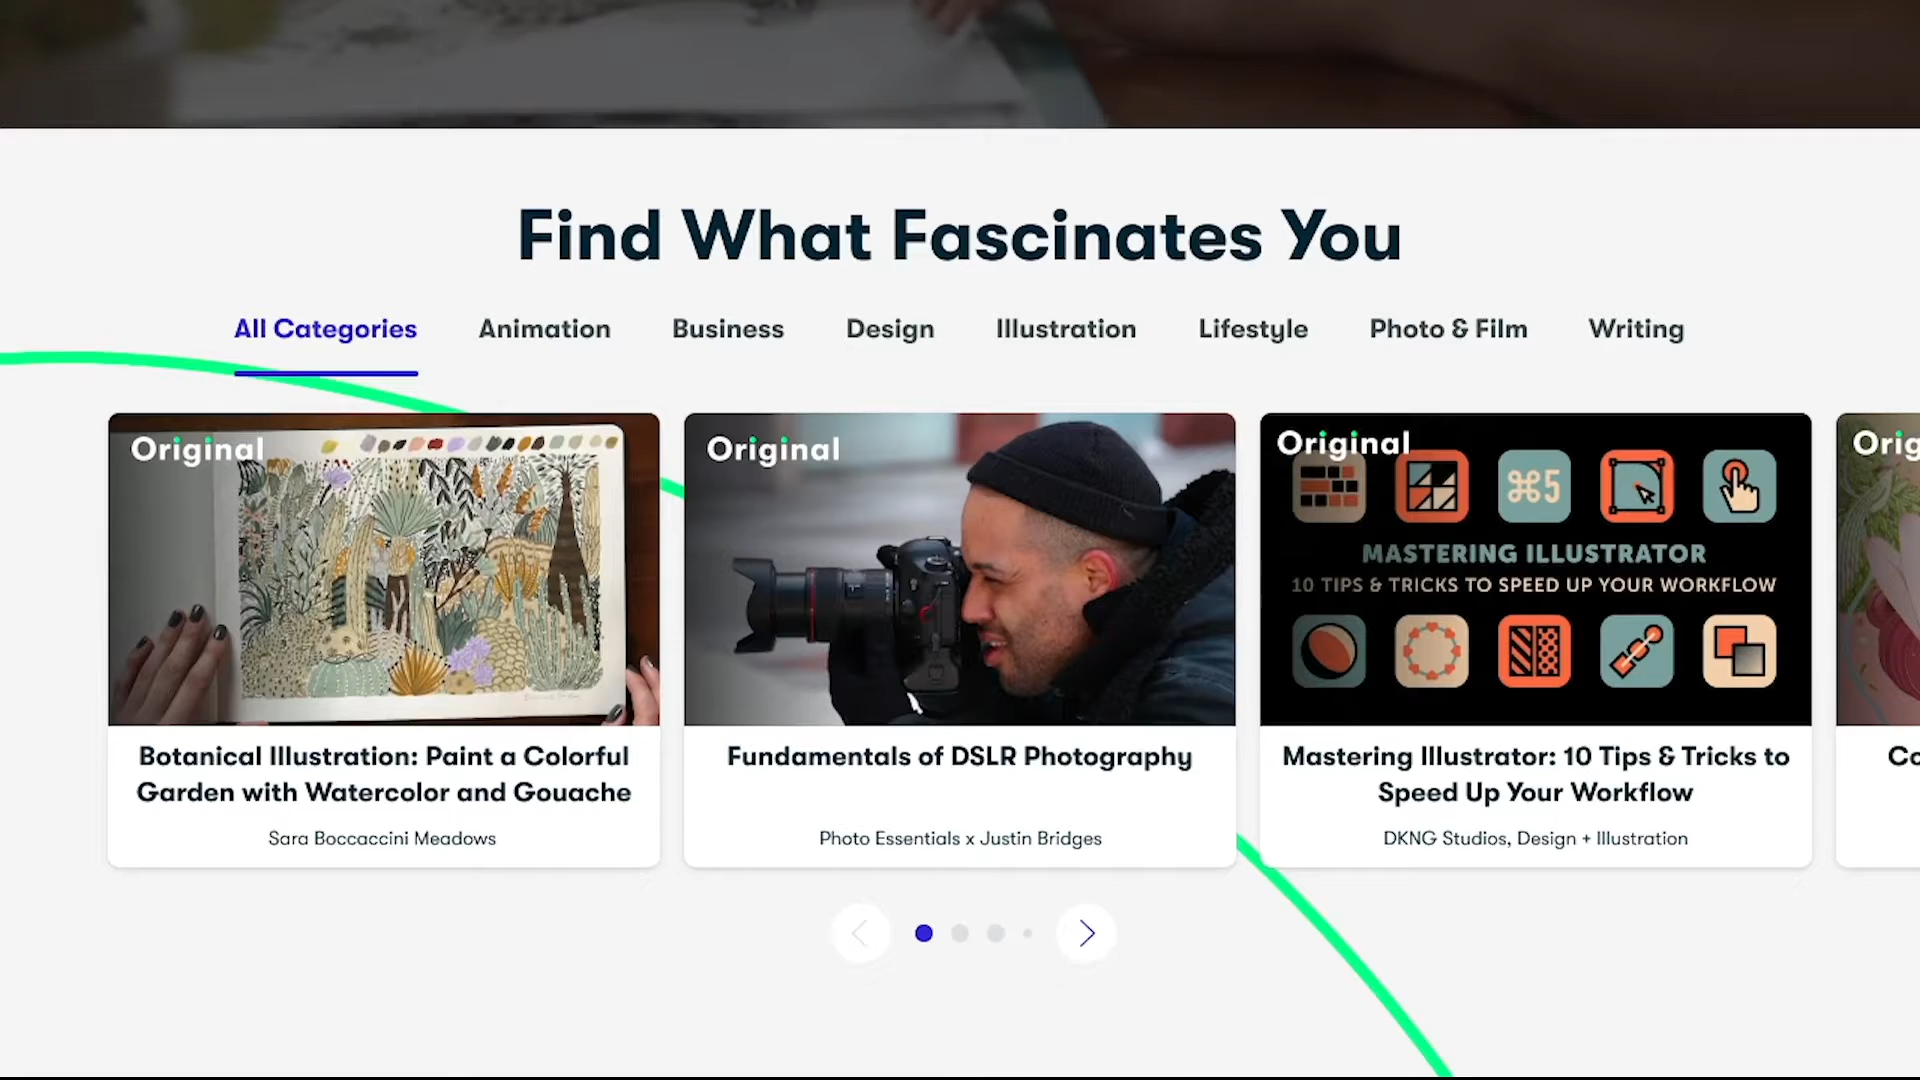 Find What Fascinates You
All Categories Animation Business Design Illustration Lifestyle Photo & Film Writing
Original
Botanical Illustration: Paint a Colorful
Garden with Watercolor and Gouache
Sara Boccaccini Meadows
Original
Fundamentals of DSLR Photography
Photo Essentials x Justin Bridges
Original
⌘5
MASTERING ILLUSTRATOR
10 TIPS & TRICKS TO SPEED UP YOUR WORKFLOW
Mastering Illustrator: 10 Tips & Tricks to
Speed Up Your Workflow
DKNG Studios, Design + Illustration
Orig
Co